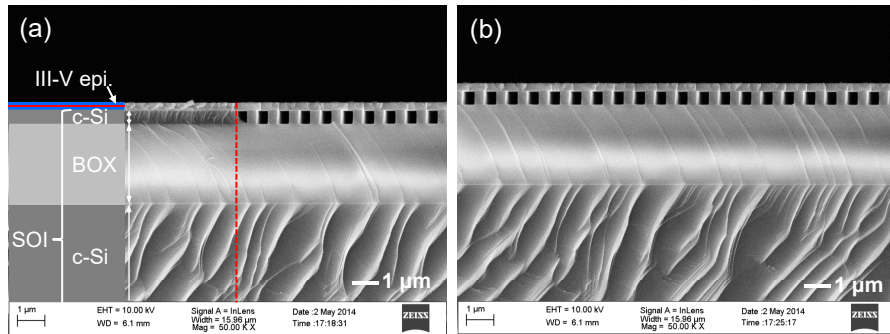 (a)
III-V epi.
c-Si
BOX
SOI
c-Si
1 μm
1 μm
EHT = 10.00 kV
WD = 6.1 mm
Signal A = InLens
Width = 15.96 μm
Mag = 50.00 K X
Date :2 May 2014
Time :17:18:31
ZEISS
(b)
1 μm
1 μm
EHT = 10.00 kV
WD = 6.1 mm
Signal A = InLens
Width = 15.96 μm
Mag = 50.00 K X
Date :2 May 2014
Time :17:25:17
ZEISS